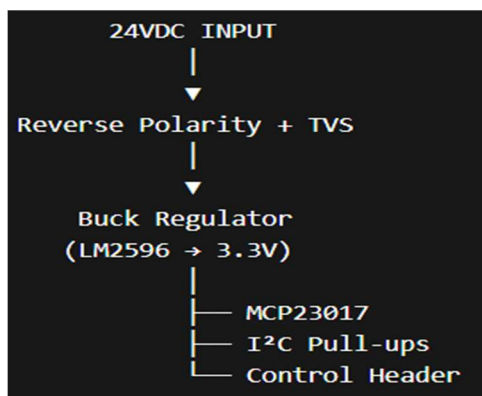 24VDC INPUT
Reverse Polarity + TVS
Buck Regulator
(LM2596 → 3.3V)
MCP23017
I²C Pull-ups
Control Header